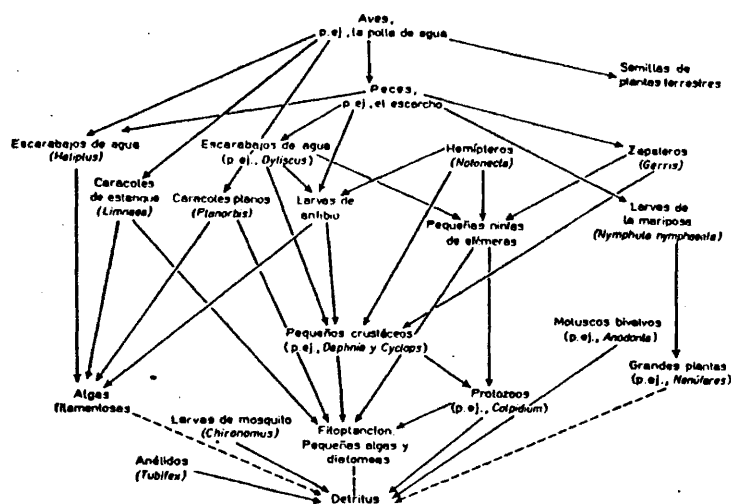 Aves,
p.ej., la polla de agua
Semillas de
plantas terrestres
Peces,
p.ej., el escarcho
Escarabajos de agua
(Haliplus)
Escarabajos de agua
(p. ej., Dytiscus)
Hemípteros
(Notonecta)
Zapateros
(Gerris)
Caracoles
de estanque
(Limnaea)
Caracoles planos
(Planorbis)
Larvas de
anfibio
Pequeñas ninfas
de efímeras
Larvas de
la mariposa
(Nymphula nymphaeata)
Pequeños crustáceos
(p. ej., Daphnia y Cyclops)
Moluscos bivalvos
(p. ej., Anodonta)
Algas
filamentosas
Grandes plantas
(p. ej., Nenúfares)
Protozoos
(p. ej., Colpidium)
Larvas de mosquito
(Chironomus)
Fitoplancton.
Pequeñas algas y
diatomeas
Anélidos
(Tubifex)
Detritus